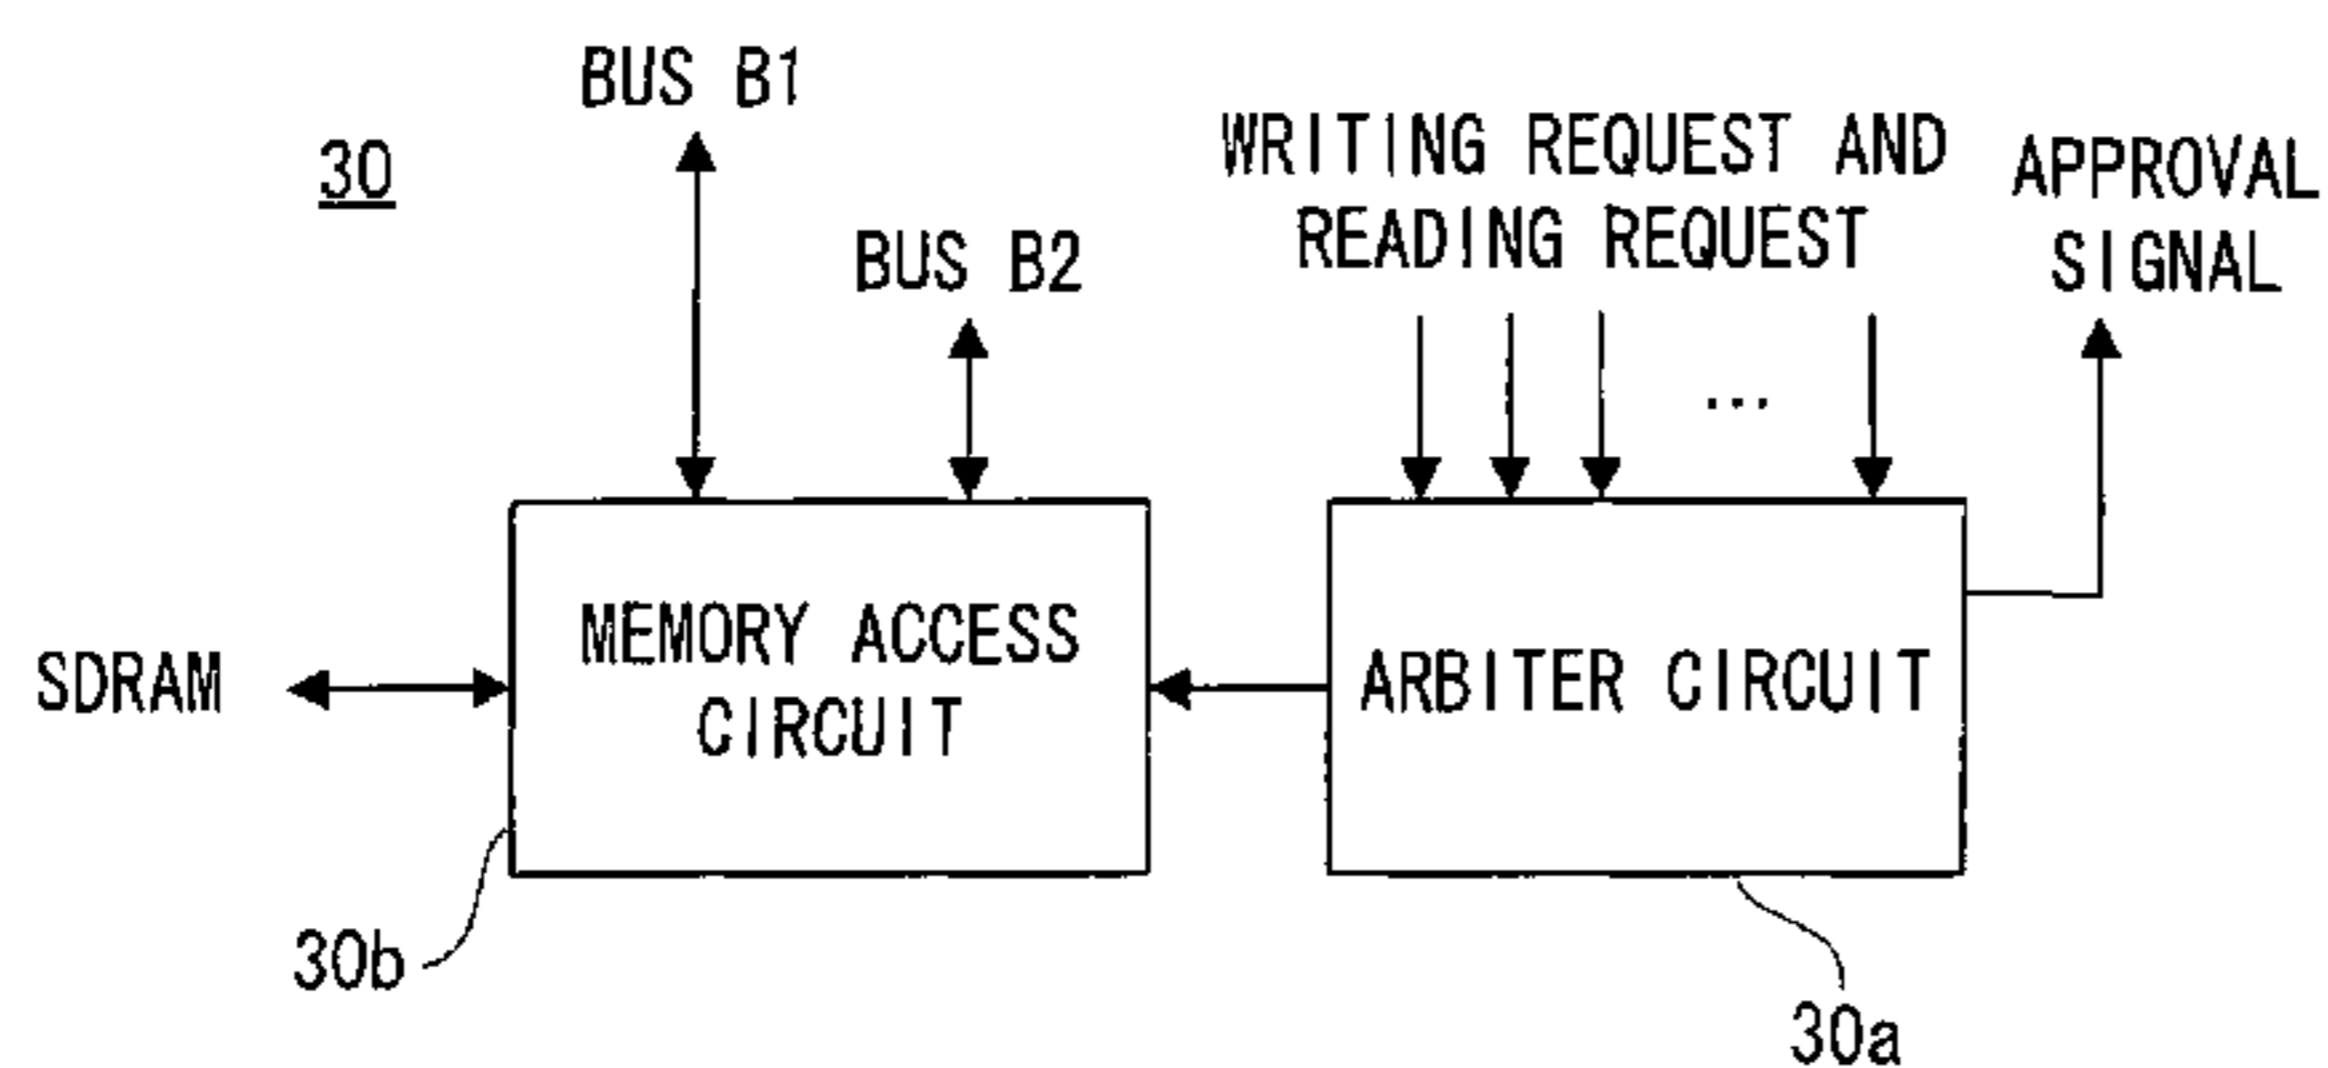 BUS B1
30
BUS B2
WRITING REQUEST AND
READING REQUEST
APPROVAL
SIGNAL
SDRAM
MEMORY ACCESS
CIRCUIT
ARBITER CIRCUIT
30b
30a